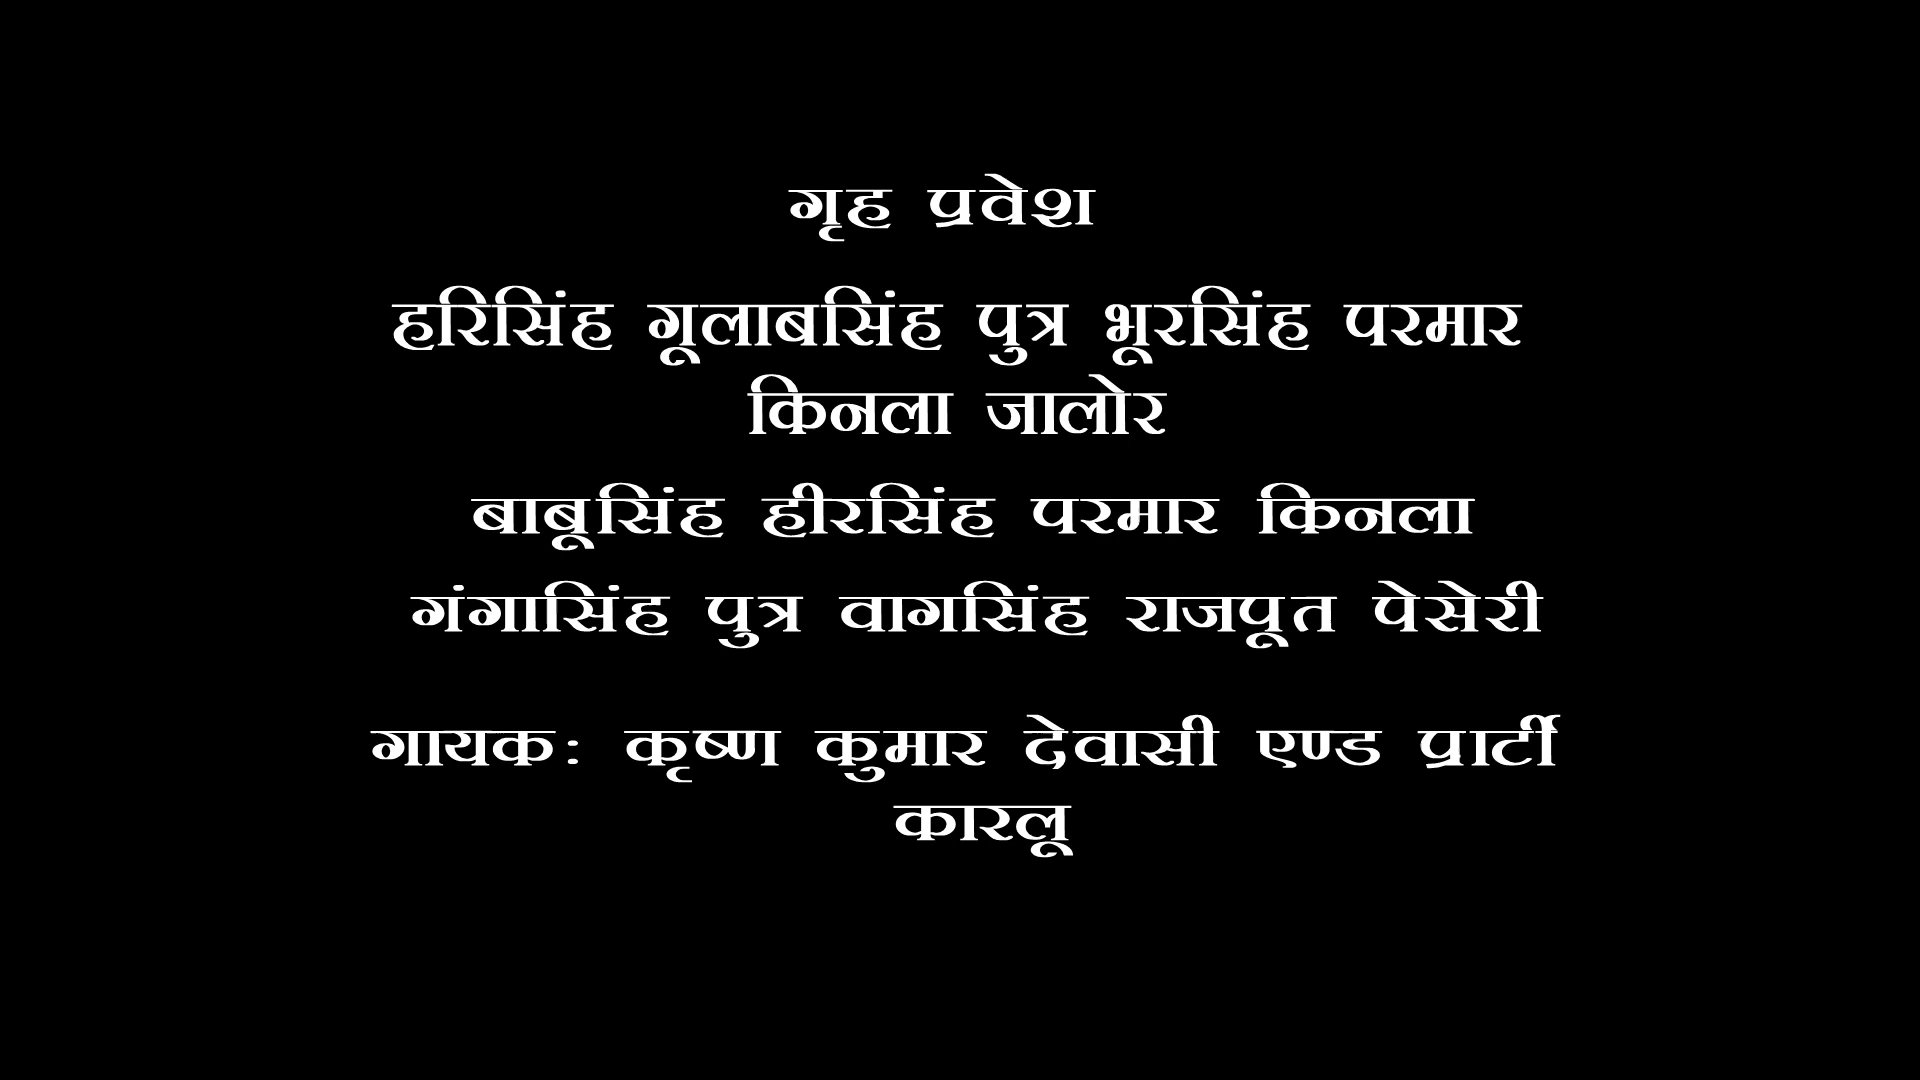 गृह प्रवेश
हरिसिंह गूलाबसिंह पुत्र भूरसिंह परमार
किनला जालोर
बाबूसिंह हीरसिंह परमार किनला
गंगासिंह पुत्र वागसिंह राजपूत पेसेरी
गायक: कृष्ण कुमार देवासी एण्ड प्रार्टी
कारलू